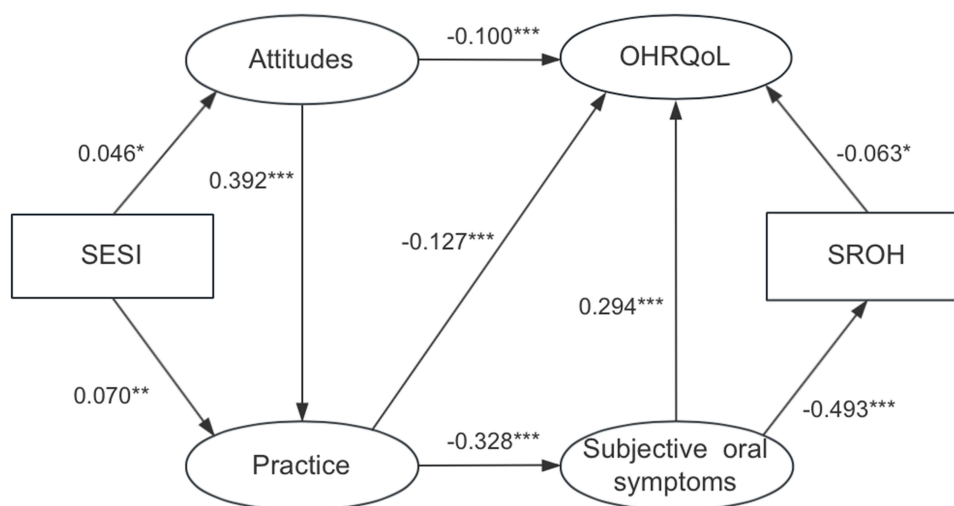 -0.100***
Attitudes
OHRQoL
0.046*
-0.063*
0.392***
-0.127***
SESI
SROH
0.294***
0.070**
-0.493***
-0.328***
Practice
Subjective oral
symptoms